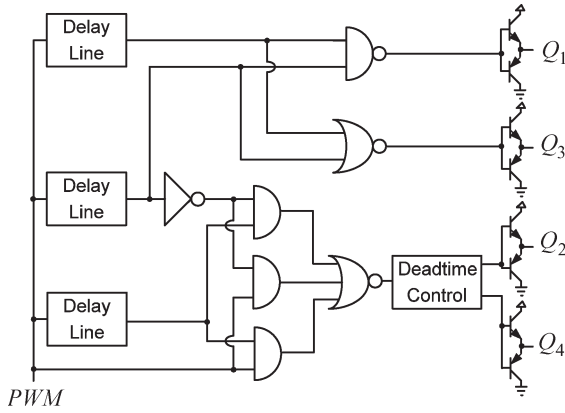 Delay
Line
Q1
Q3
Delay
Line
Q2
Deadtime
Control
Delay
Line
Q4
PWM